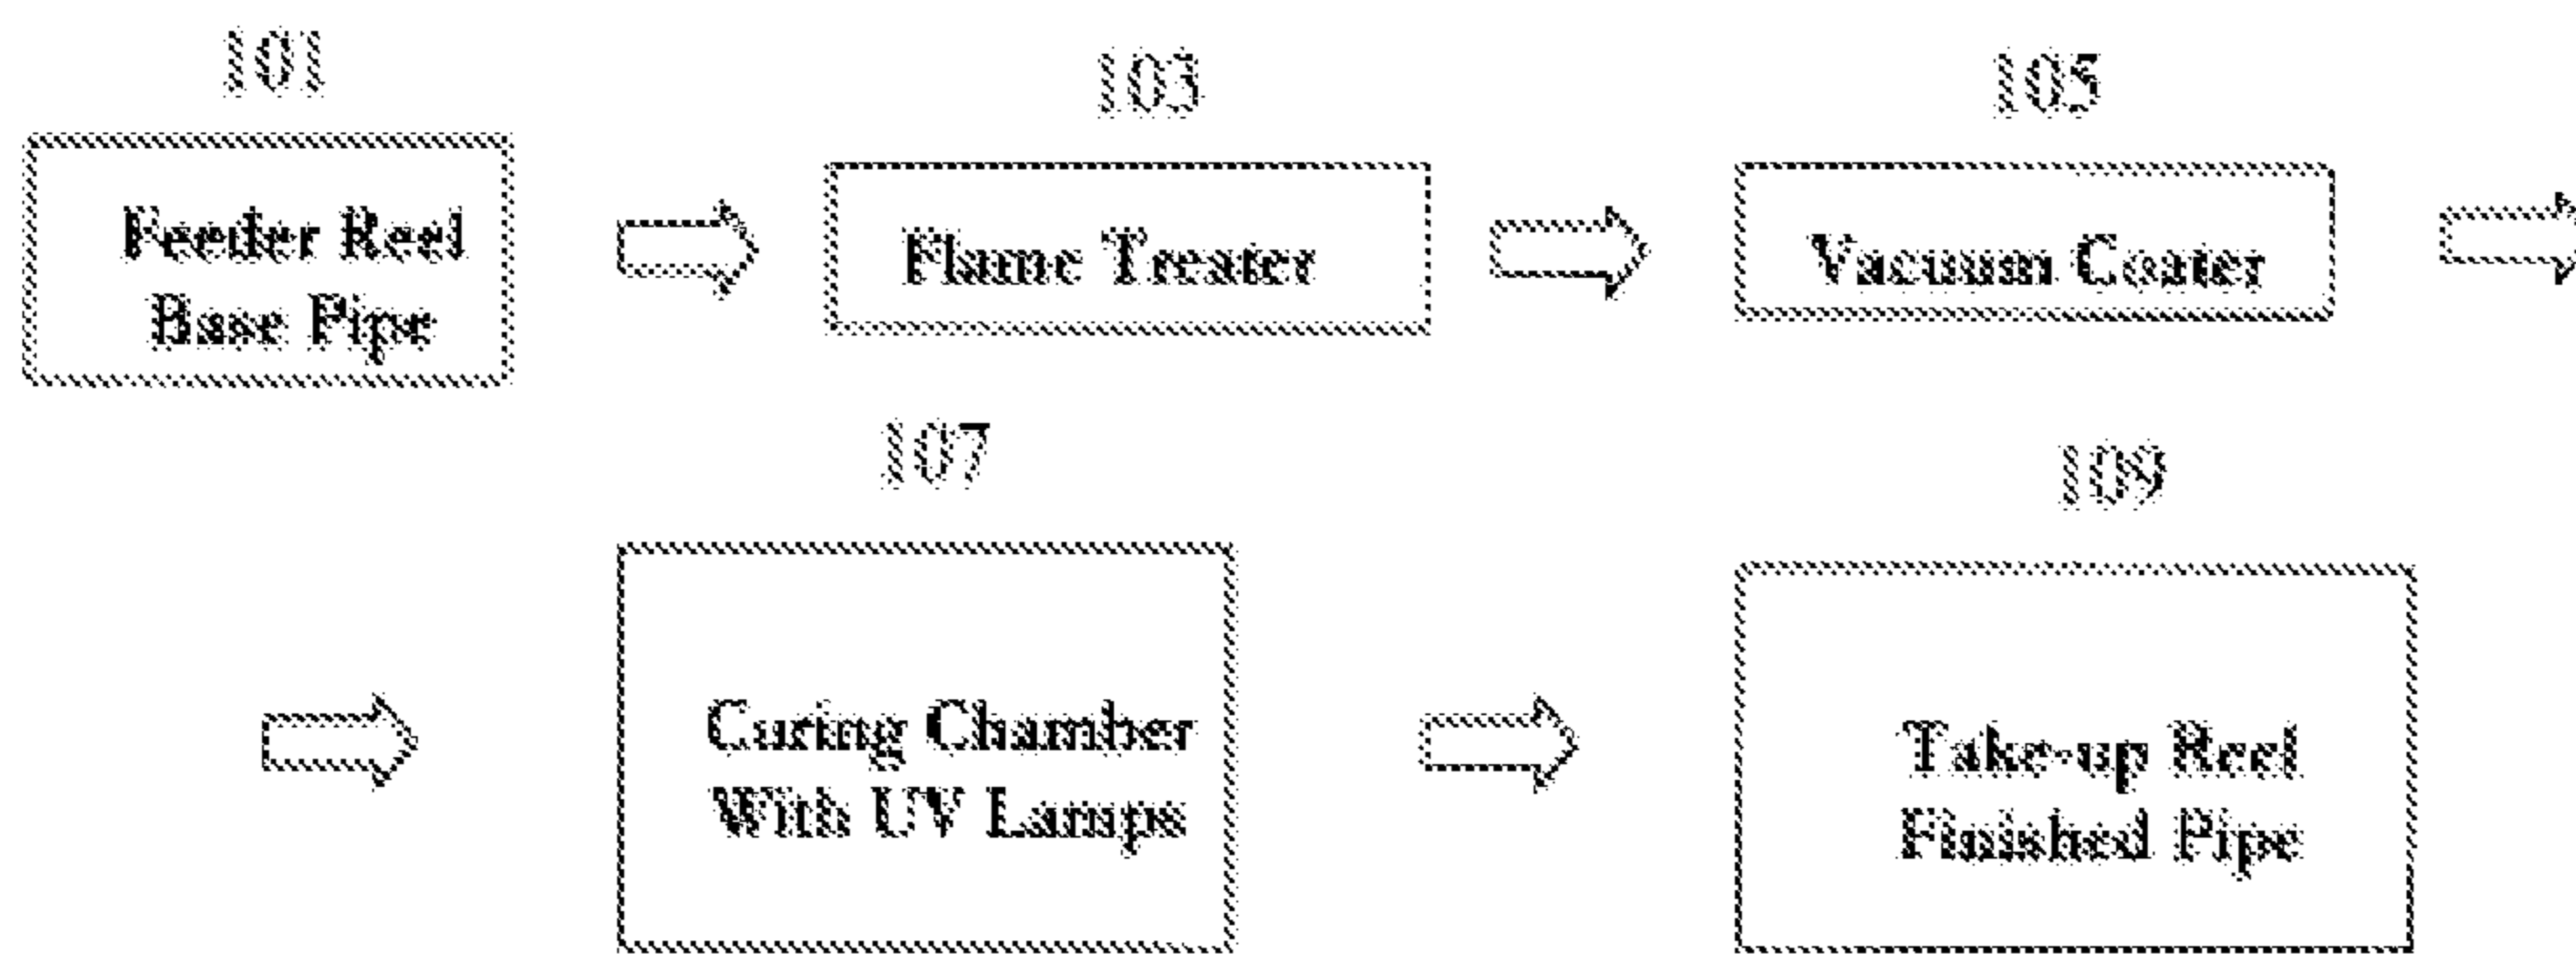 101
103
105
Feeder Reel
Base Pipe
Flame Treater
Vacuum Coater
107
109
Curing Chamber
With UV Lamps
Take-up Reel
Finished Pipe